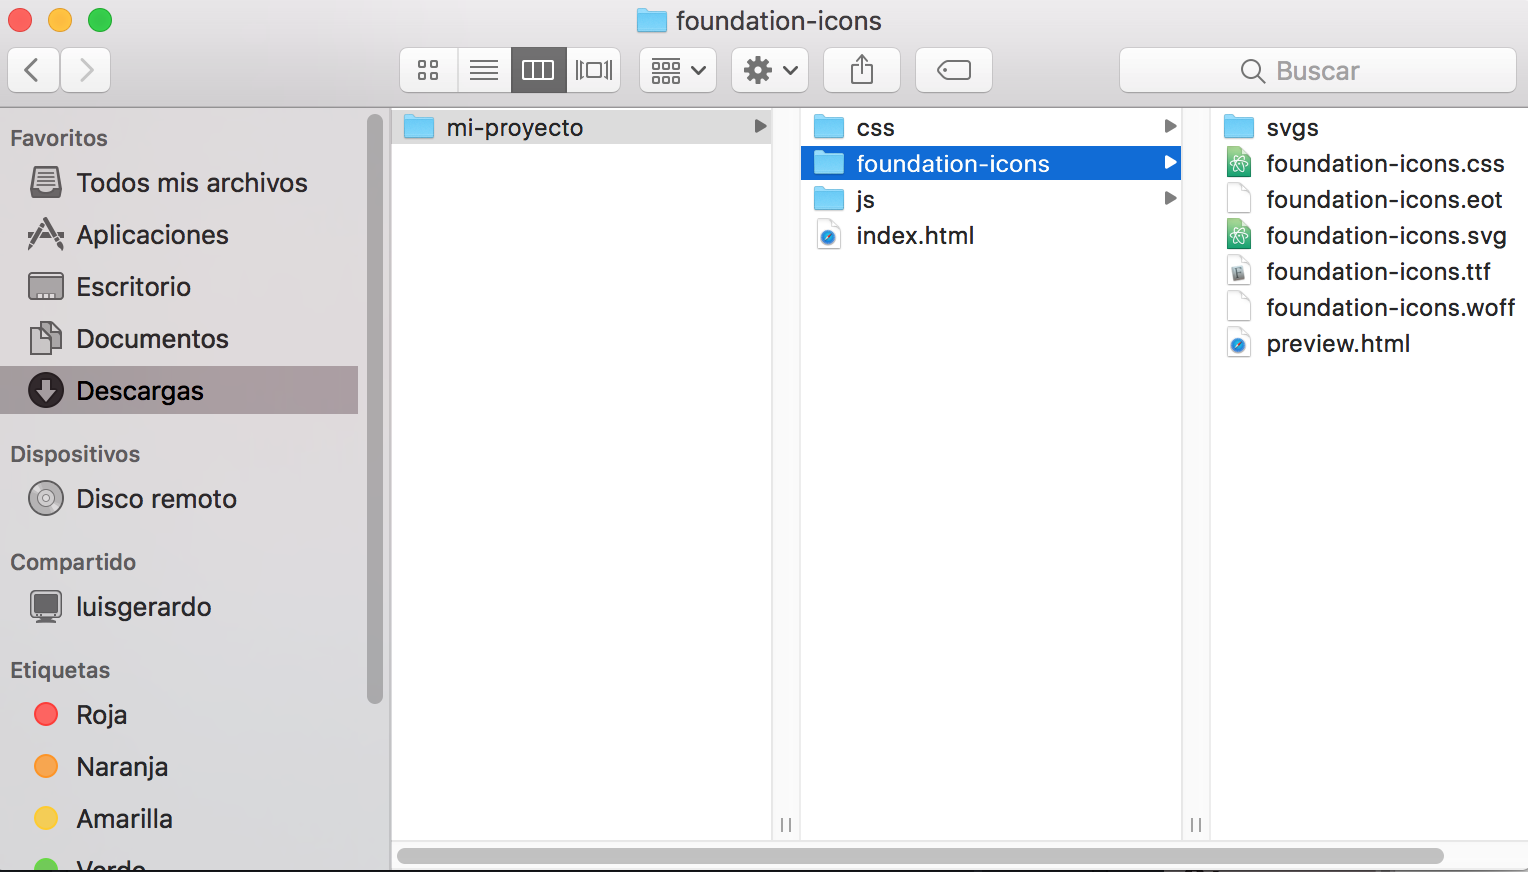 foundation-icons
Buscar
Favoritos
Todos mis archivos
Aplicaciones
Escritorio
Documentos
Descargas
Dispositivos
Disco remoto
Compartido
luisgerardo
Etiquetas
Roja
Naranja
Amarilla
Verde
mi-proyecto
css
foundation-icons
js
index.html
svgs
foundation-icons.css
foundation-icons.eot
foundation-icons.svg
foundation-icons.ttf
foundation-icons.woff
preview.html